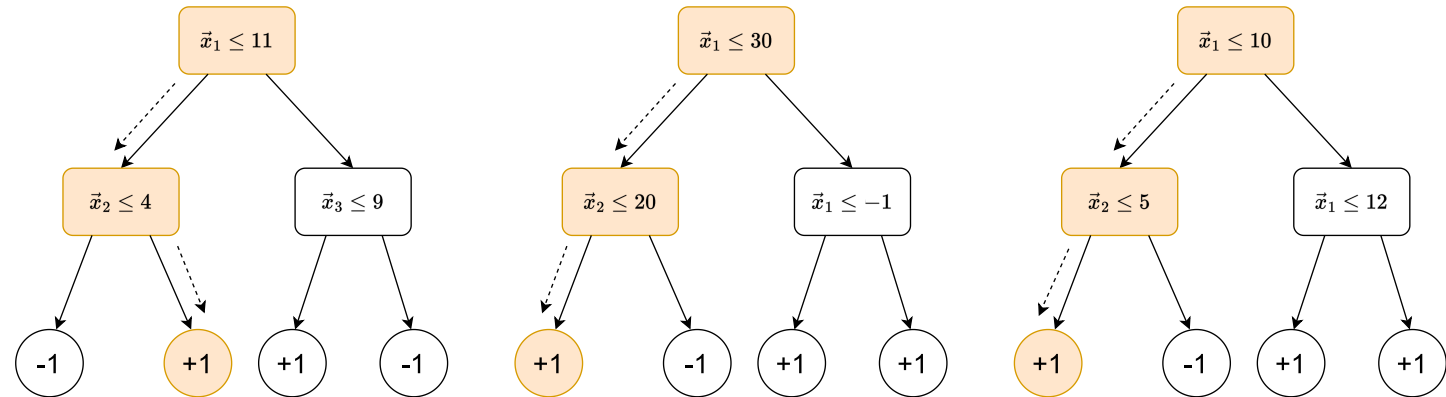 x⃗₁ ≤ 11
x⃗₁ ≤ 30
x⃗₁ ≤ 10
x⃗₂ ≤ 4
x⃗₃ ≤ 9
x⃗₂ ≤ 20
x⃗₁ ≤ −1
x⃗₂ ≤ 5
x⃗₁ ≤ 12
-1
+1
+1
-1
+1
-1
+1
+1
+1
-1
+1
+1